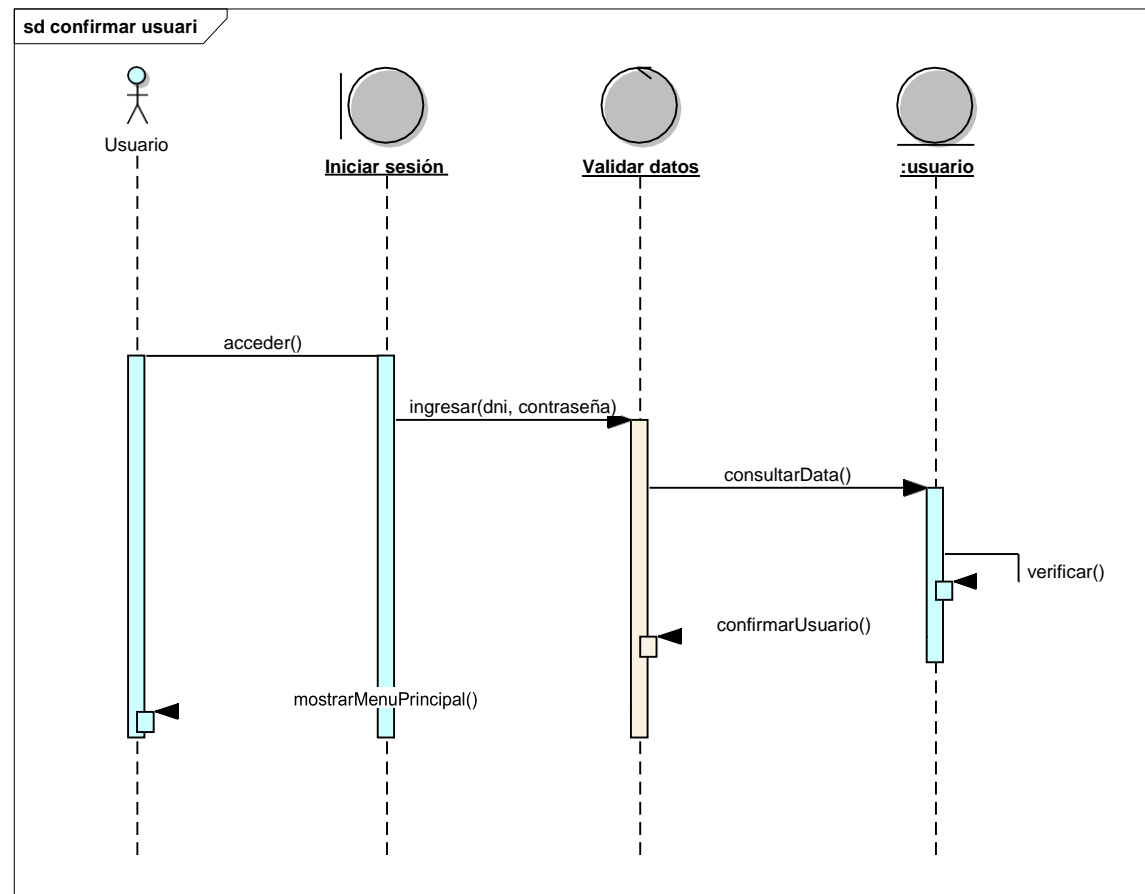 sd confirmar usuari
Usuario
Iniciar sesión
Validar datos
:usuario
acceder()
ingresar(dni, contraseña)
consultarData()
verificar()
confirmarUsuario()
mostrarMenuPrincipal()